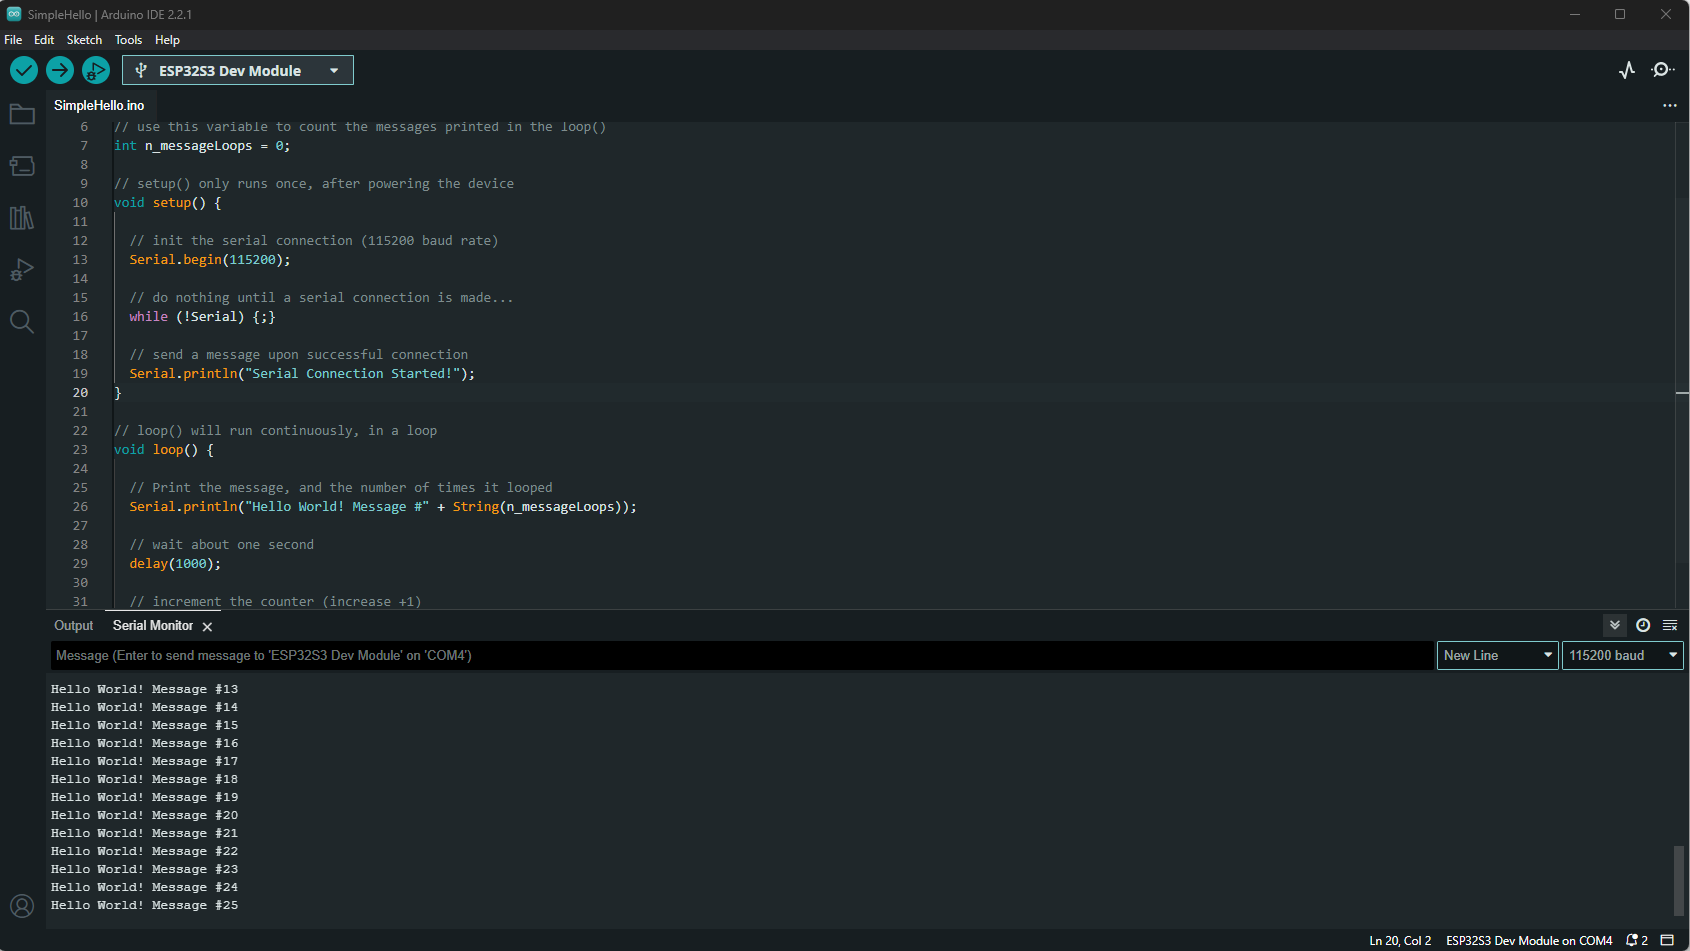 SimpleHello | Arduino IDE 2.2.1
File Edit Sketch Tools Help
ESP32S3 Dev Module
SimpleHello.ino
6 // use this variable to count the messages printed in the loop()
7 int n_messageLoops = 0;
8
9 // setup() only runs once, after powering the device
10 void setup() {
11
12 // init the serial connection (115200 baud rate)
13 Serial.begin(115200);
14
15 // do nothing until a serial connection is made...
16 while (!Serial) {;}
17
18 // send a message upon successful connection
19 Serial.println("Serial Connection Started!");
20 }
21
22 // loop() will run continuously, in a loop
23 void loop() {
24
25 // Print the message, and the number of times it looped
26 Serial.println("Hello World! Message #" + String(n_messageLoops));
27
28 // wait about one second
29 delay(1000);
30
31 // increment the counter (increase +1)
Output Serial Monitor
Message (Enter to send message to 'ESP32S3 Dev Module' on 'COM4') New Line 115200 baud
Hello World! Message #13
Hello World! Message #14
Hello World! Message #15
Hello World! Message #16
Hello World! Message #17
Hello World! Message #18
Hello World! Message #19
Hello World! Message #20
Hello World! Message #21
Hello World! Message #22
Hello World! Message #23
Hello World! Message #24
Hello World! Message #25
Ln 20, Col 2 ESP32S3 Dev Module on COM4 2